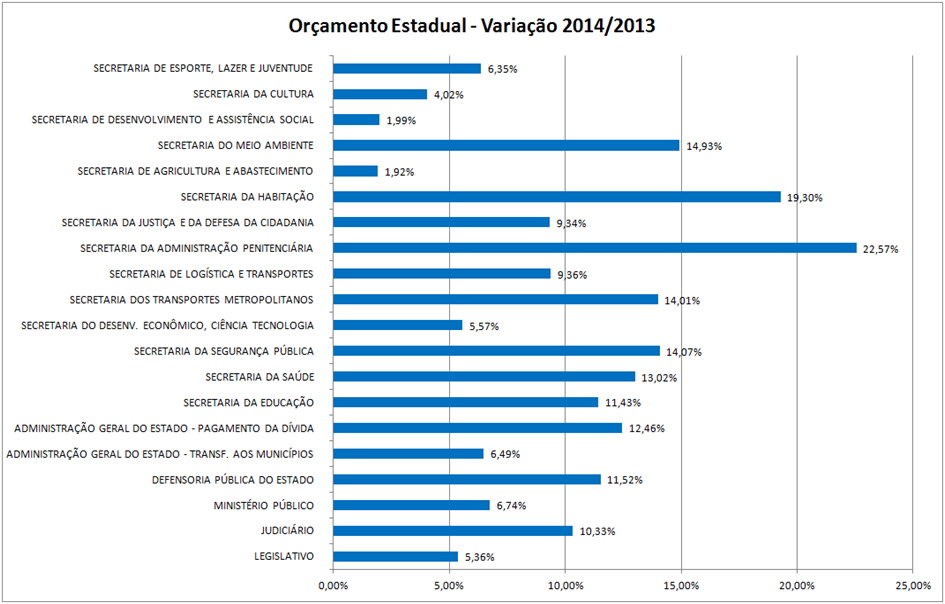 Orçamento Estadual - Variação 2014/2013
SECRETARIA DE ESPORTE, LAZER E JUVENTUDE 6,35%
SECRETARIA DA CULTURA 4,02%
SECRETARIA DE DESENVOLVIMENTO E ASSISTÊNCIA SOCIAL 1,99%
SECRETARIA DO MEIO AMBIENTE 14,93%
SECRETARIA DE AGRICULTURA E ABASTECIMENTO 1,92%
SECRETARIA DA HABITAÇÃO 19,30%
SECRETARIA DA JUSTIÇA E DA DEFESA DA CIDADANIA 9,34%
SECRETARIA DA ADMINISTRAÇÃO PENITENCIÁRIA 22,57%
SECRETARIA DE LOGÍSTICA E TRANSPORTES 9,36%
SECRETARIA DOS TRANSPORTES METROPOLITANOS 14,01%
SECRETARIA DO DESENV. ECONÔMICO, CIÊNCIA TECNOLOGIA 5,57%
SECRETARIA DA SEGURANÇA PÚBLICA 14,07%
SECRETARIA DA SAÚDE 13,02%
SECRETARIA DA EDUCAÇÃO 11,43%
ADMINISTRAÇÃO GERAL DO ESTADO - PAGAMENTO DA DÍVIDA 12,46%
ADMINISTRAÇÃO GERAL DO ESTADO - TRANSF. AOS MUNICÍPIOS 6,49%
DEFENSORIA PÚBLICA DO ESTADO 11,52%
MINISTÉRIO PÚBLICO 6,74%
JUDICIÁRIO 10,33%
LEGISLATIVO 5,36%
0,00% 5,00% 10,00% 15,00% 20,00% 25,00%